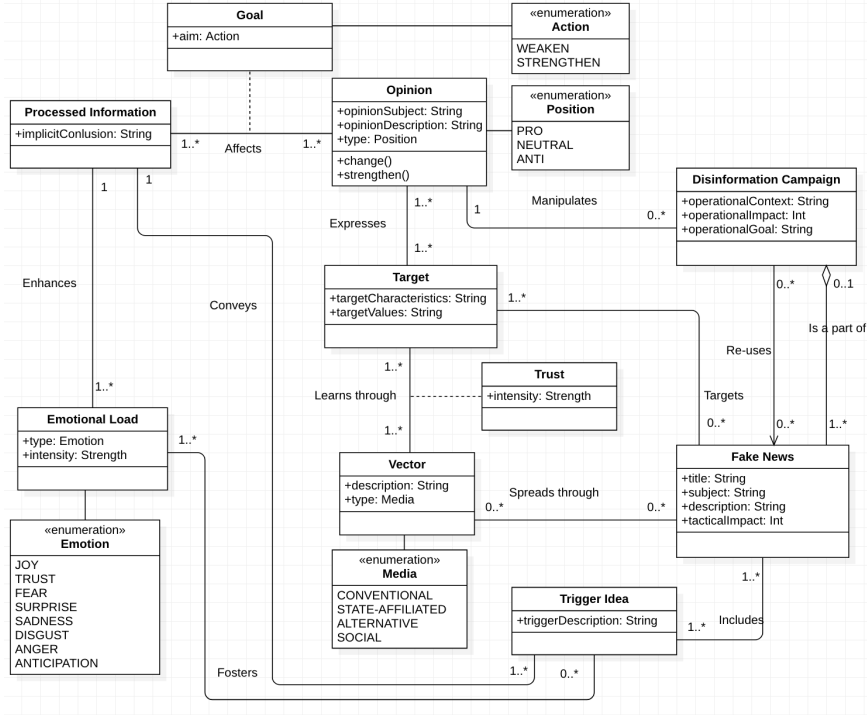 Goal
+aim: Action
«enumeration»
Action
WEAKEN
STRENGTHEN
Opinion
+opinionSubject: String
+opinionDescription: String
+type: Position
+change()
+strengthen()
«enumeration»
Position
PRO
NEUTRAL
ANTI
Processed Information
+implicitConlusion: String
1..*
Affects
1..*
1
1
Disinformation Campaign
+operationalContext: String
+operationalImpact: Int
+operationalGoal: String
Manipulates
1
0..*
1..*
Expresses
1..*
Target
+targetCharacteristics: String
+targetValues: String
1..*
Enhances
Conveys
0..*
0..1
Is a part of
Re-uses
1..*
Learns through
1..*
Trust
+intensity: Strength
Targets
0..*
0..*
1..*
1..*
Emotional Load
+type: Emotion
+intensity: Strength
1..*
Vector
+description: String
+type: Media
0..*
Spreads through
0..*
Fake News
+title: String
+subject: String
+description: String
+tacticalImpact: Int
«enumeration»
Emotion
JOY
TRUST
FEAR
SURPRISE
SADNESS
DISGUST
ANGER
ANTICIPATION
«enumeration»
Media
CONVENTIONAL
STATE-AFFILIATED
ALTERNATIVE
SOCIAL
1..*
Trigger Idea
+triggerDescription: String
1..*
Includes
Fosters
1..*
0..*